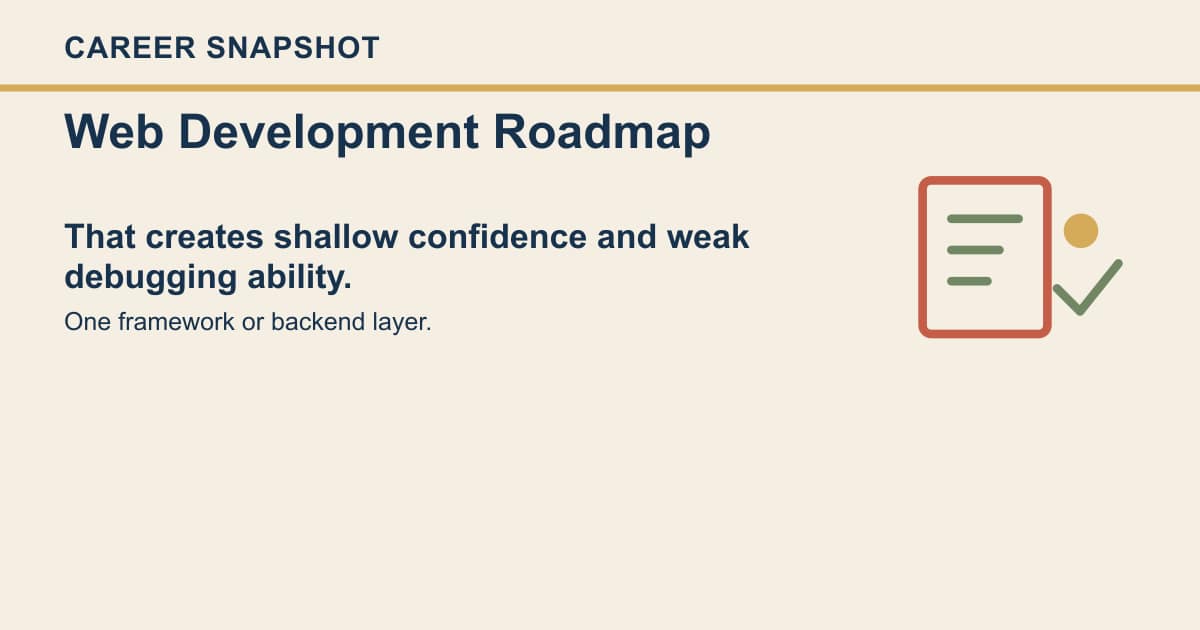 CAREER SNAPSHOT
Web Development Roadmap
That creates shallow confidence and weak
debugging ability.
One framework or backend layer.